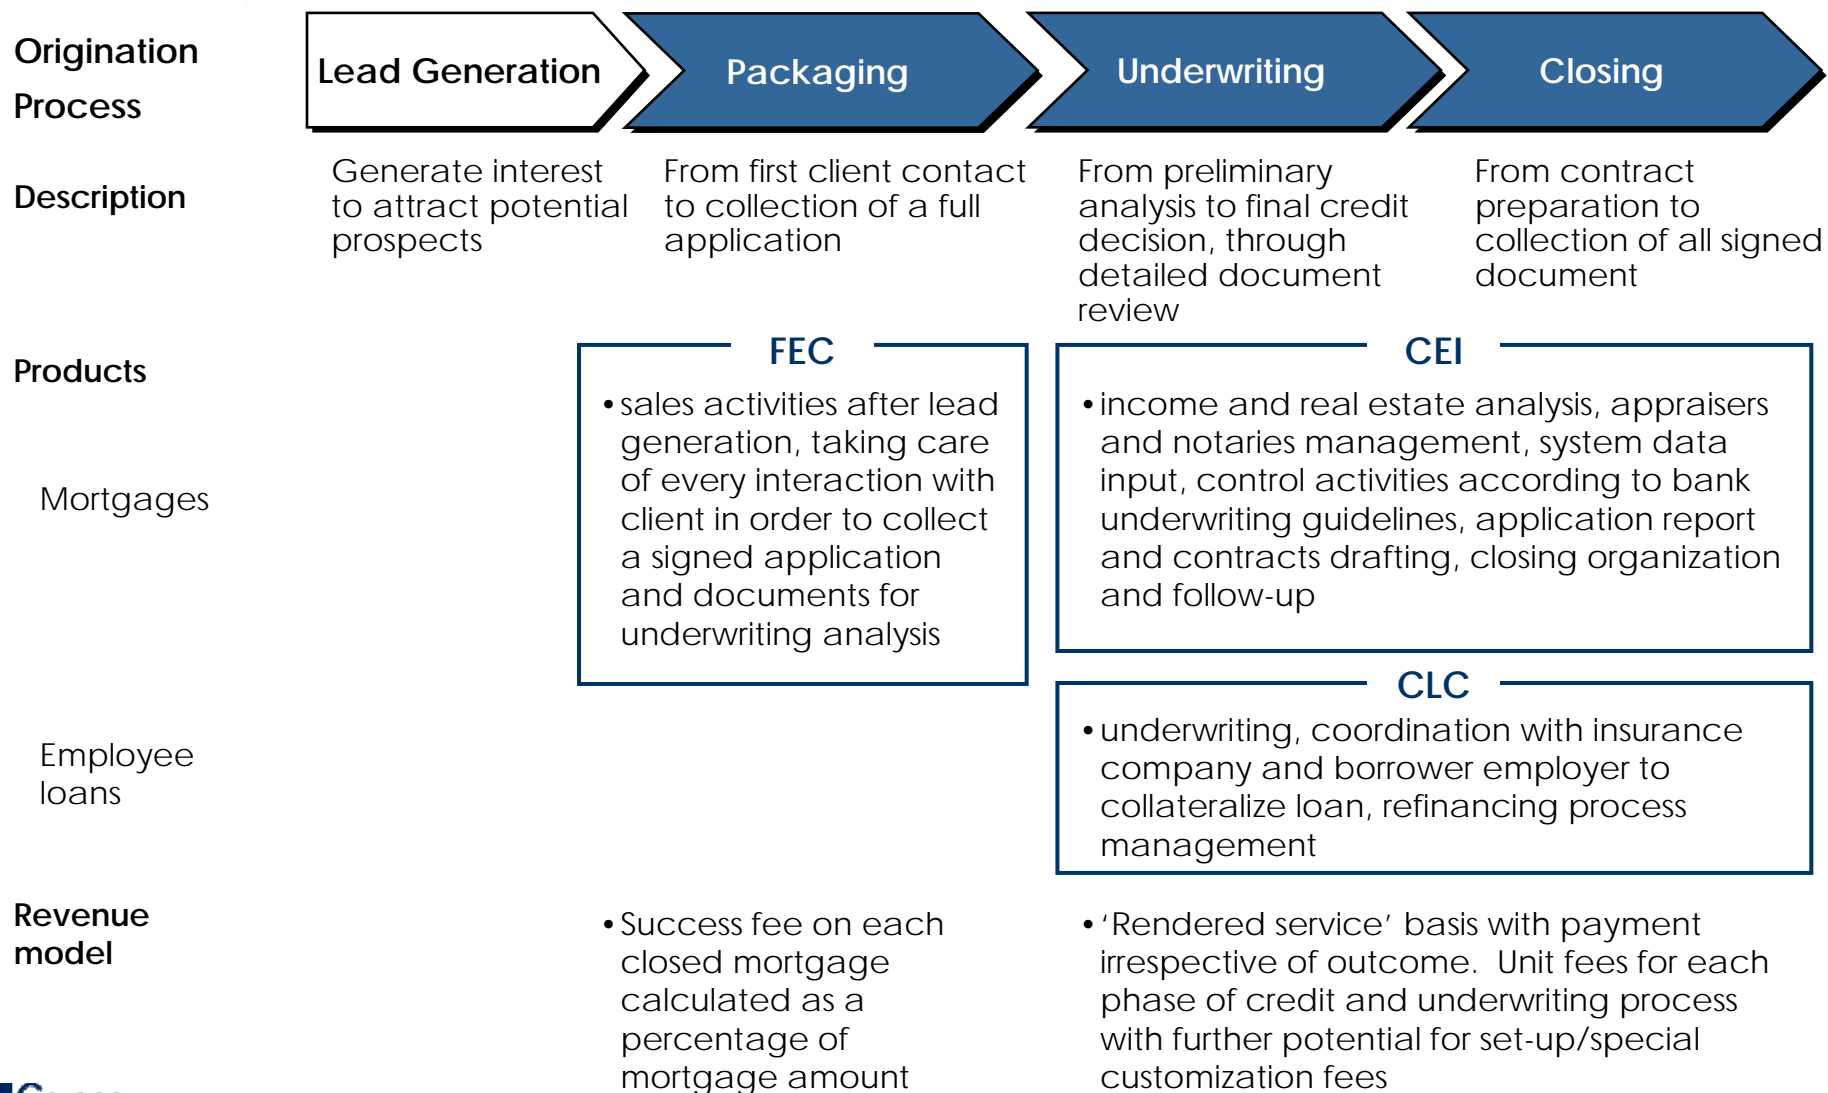 Origination
Process
Lead Generation
Packaging
Underwriting
Closing
Description
Generate interest
to attract potential
prospects
From first client contact
to collection of a full
application
From preliminary
analysis to final credit
decision, through
detailed document
review
From contract
preparation to
collection of all signed
document
Products
FEC
CEI
Mortgages
•sales activities after lead
generation, taking care
of every interaction with
client in order to collect
a signed application
and documents for
underwriting analysis
•income and real estate analysis, appraisers
and notaries management, system data
input, control activities according to bank
underwriting guidelines, application report
and contracts drafting, closing organization
and follow-up
CLC
Employee
loans
•underwriting, coordination with insurance
company and borrower employer to
collateralize loan, refinancing process
management
Revenue
model
•Success fee on each
closed mortgage
calculated as a
percentage of
mortgage amount
•‘Rendered service’ basis with payment
irrespective of outcome. Unit fees for each
phase of credit and underwriting process
with further potential for set-up/special
customization fees